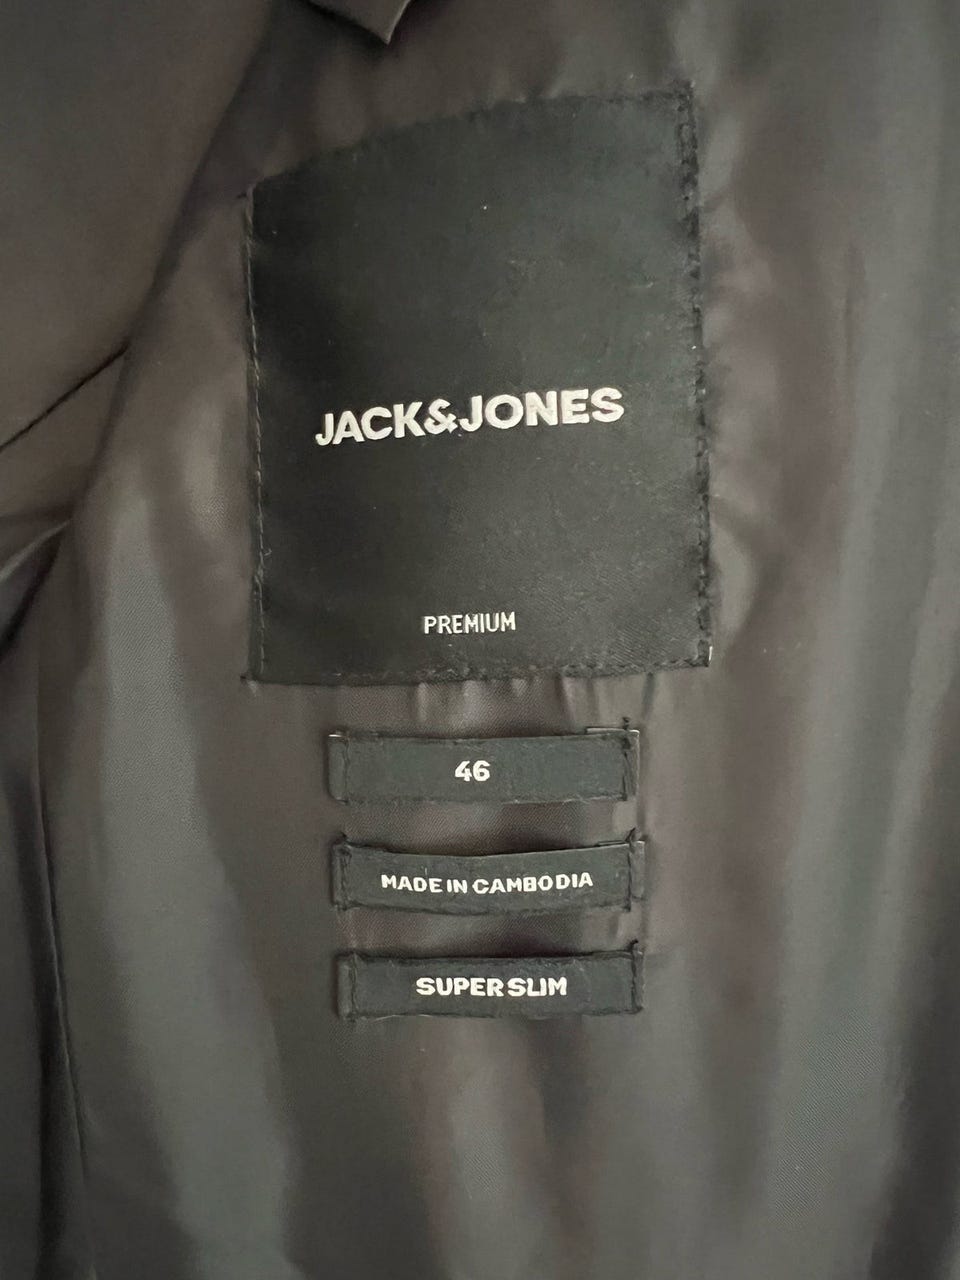 JACK&JONES
PREMIUM
46
MADE IN CAMBODIA
SUPER SLIM